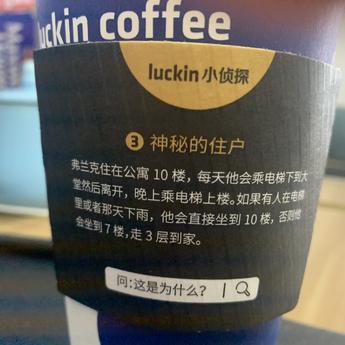 luckin coffee
luckin 小侦探
3 神秘的住户
弗兰克住在公寓 10 楼，每天他会乘电梯下到大
堂然后离开，晚上乘电梯上楼。如果有人在电梯
里或者那天下雨，他会直接坐到 10 楼，否则他
会坐到 7 楼，走 3 层到家。
问:这是为什么？